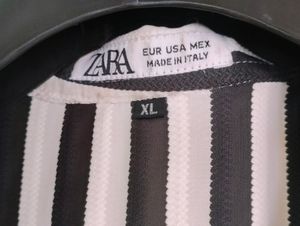 ZARA
EUR USA MEX
MADE IN ITALY
XL